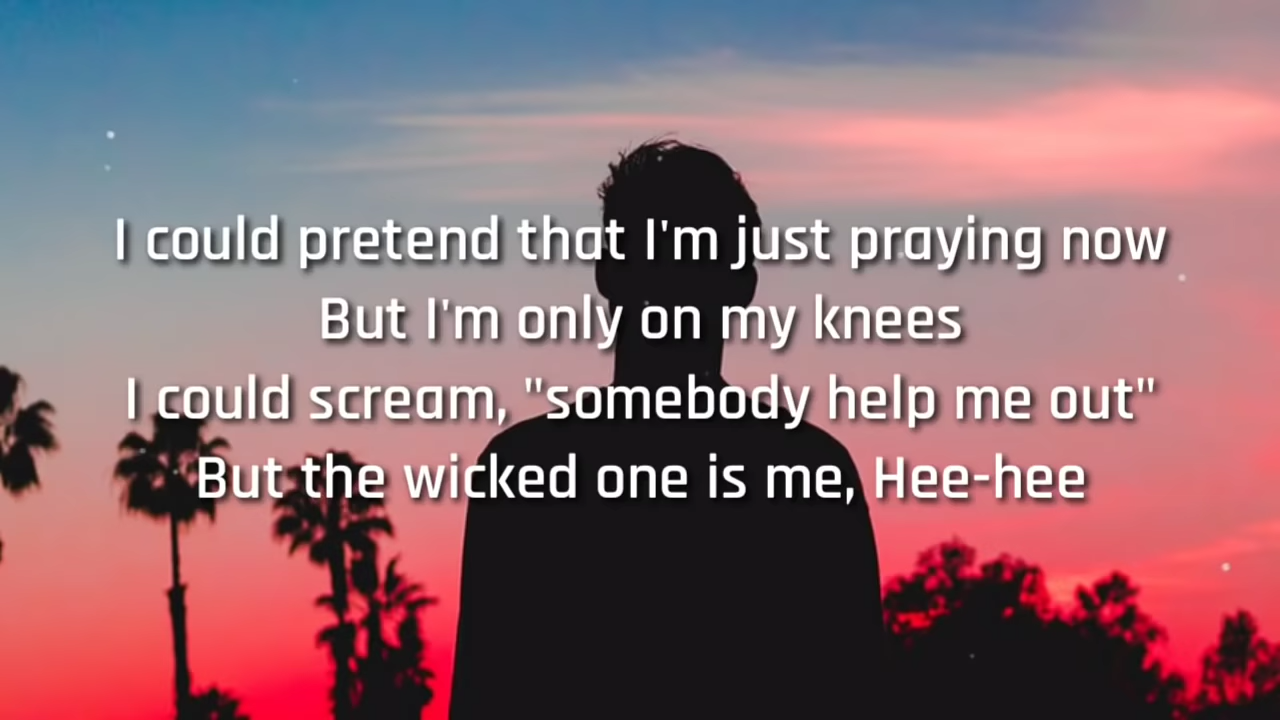 I could pretend that I'm just praying now
But I'm only on my knees
I could scream, "somebody help me out"
But the wicked one is me, Hee-hee